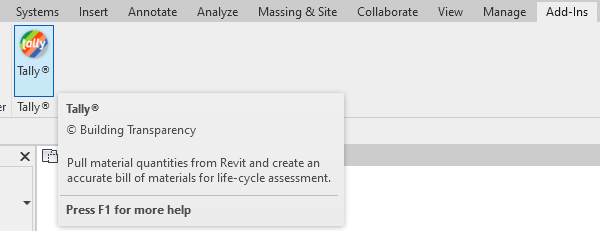 Systems Insert Annotate Analyze Massing & Site Collaborate View Manage Add-Ins
tally
Tally®
er Tally®
Tally®
© Building Transparency
Pull material quantities from Revit and create an
accurate bill of materials for life-cycle assessment.
Press F1 for more help